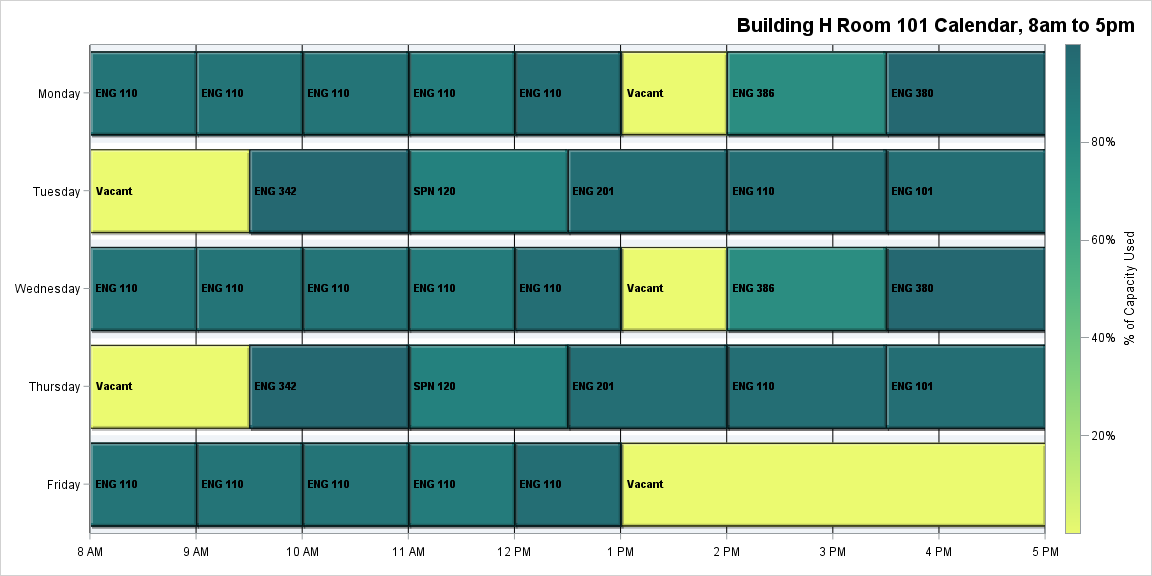 Building H Room 101 Calendar, 8am to 5pm
Monday ENG 110 ENG 110 ENG 110 ENG 110 ENG 110 Vacant ENG 386 ENG 380
Tuesday Vacant ENG 342 SPN 120 ENG 201 ENG 110 ENG 101
Wednesday ENG 110 ENG 110 ENG 110 ENG 110 ENG 110 Vacant ENG 386 ENG 380
Thursday Vacant ENG 342 SPN 120 ENG 201 ENG 110 ENG 101
Friday ENG 110 ENG 110 ENG 110 ENG 110 ENG 110 Vacant
8 AM 9 AM 10 AM 11 AM 12 PM 1 PM 2 PM 3 PM 4 PM 5 PM
80%
60%
40%
20%
% of Capacity Used